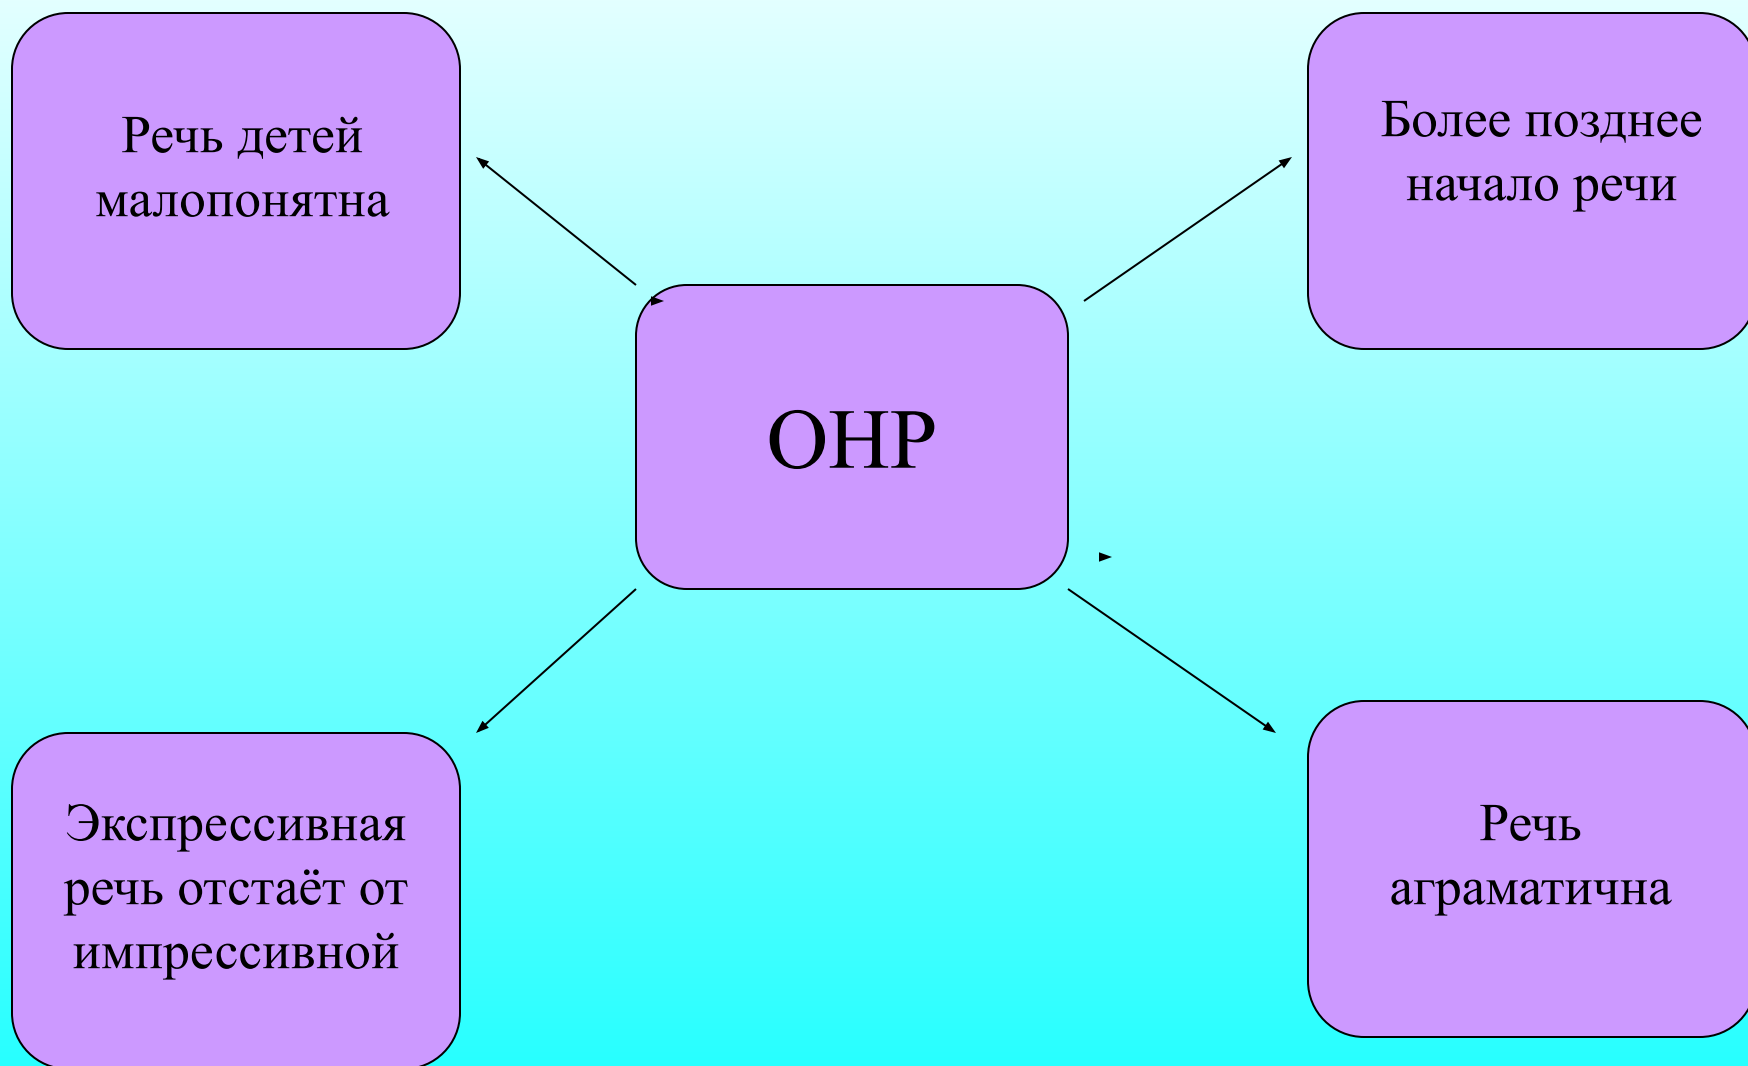 Речь детей
малопонятна
Более позднее
начало речи
ОНР
Экспрессивная
речь отстаёт от
импрессивной
Речь
аграматична